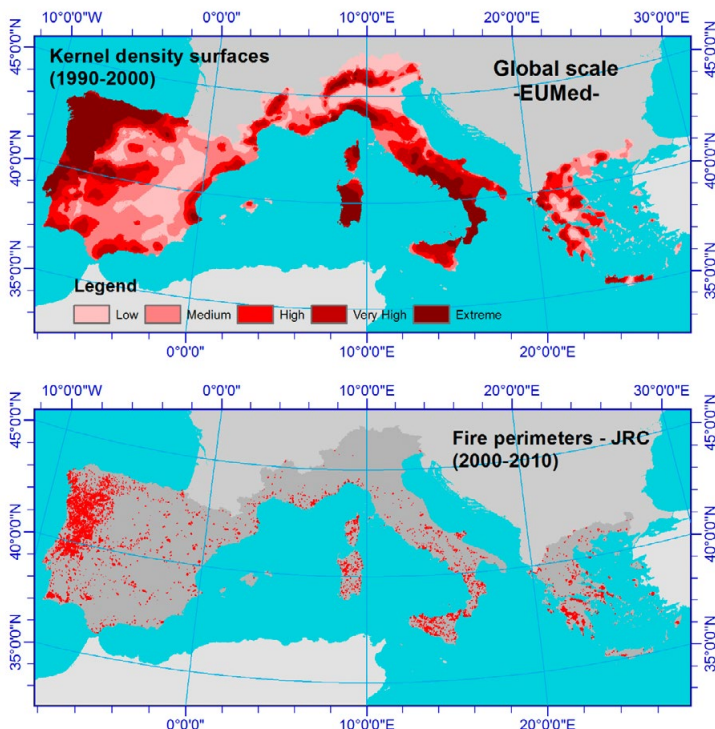 10°0'0"W 0°0'0" 10°0'0"E 20°0'0"E 30°0'0"E
Kernel density surfaces
(1990-2000)
Global scale
-EUMed-
45°0'0"N 45°0'0"N
40°0'0"N 40°0'0"N
35°0'0"N 35°0'0"N
Legend
Low Medium High Very High Extreme
0°0'0" 10°0'0"E 20°0'0"E
10°0'0"W 0°0'0" 10°0'0"E 20°0'0"E 30°0'0"E
Fire perimeters - JRC
(2000-2010)
45°0'0"N 45°0'0"N
40°0'0"N 40°0'0"N
35°0'0"N 35°0'0"N
0°0'0" 10°0'0"E 20°0'0"E